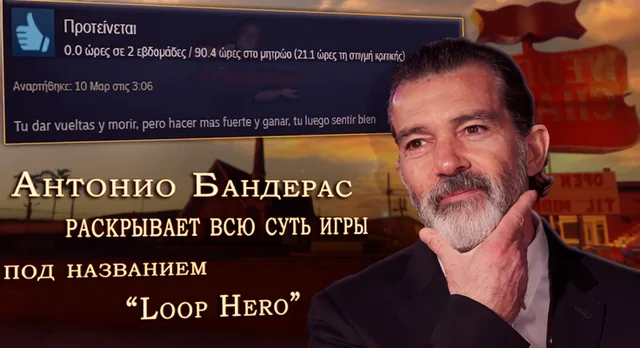 Προτείνεται
0.0 ώρες σε 2 εβδομάδες / 90.4 ώρες στο μητρώο (21.1 ώρες τη στιγμή κριτικής)
Αναρτήθηκε: 10 Μαρ στις 3:06
Tu dar vueltas y morir, pero hacer mas fuerte y ganar, tu luego sentir bien
Антонио Бандерас
раскрывает всю суть игры
под названием
“Loop Hero”
OPEN
TIL